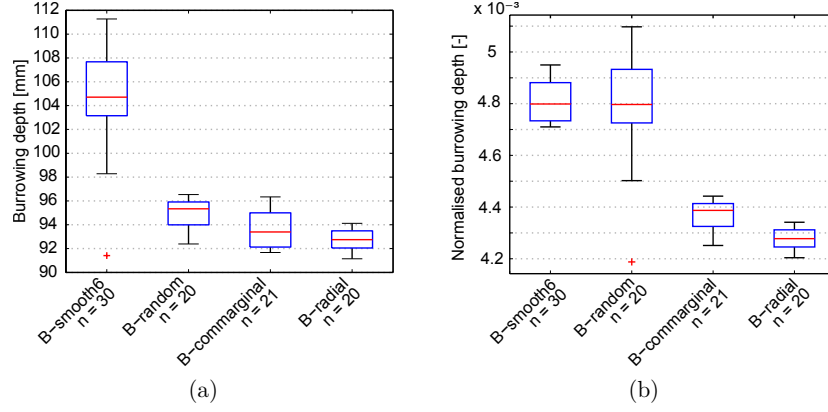 112
110
108
106
104
102
100
98
96
94
92
90
Burrowing depth [mm]
B−smooth6
n = 30
B−random
n = 20
B−commarginal
n = 21
B−radial
n = 20
(a)
x 10⁻³
5
4.8
4.6
4.4
4.2
Normalised burrowing depth [-]
B−smooth6
n = 30
B−random
n = 20
B−commarginal
n = 21
B−radial
n = 20
(b)